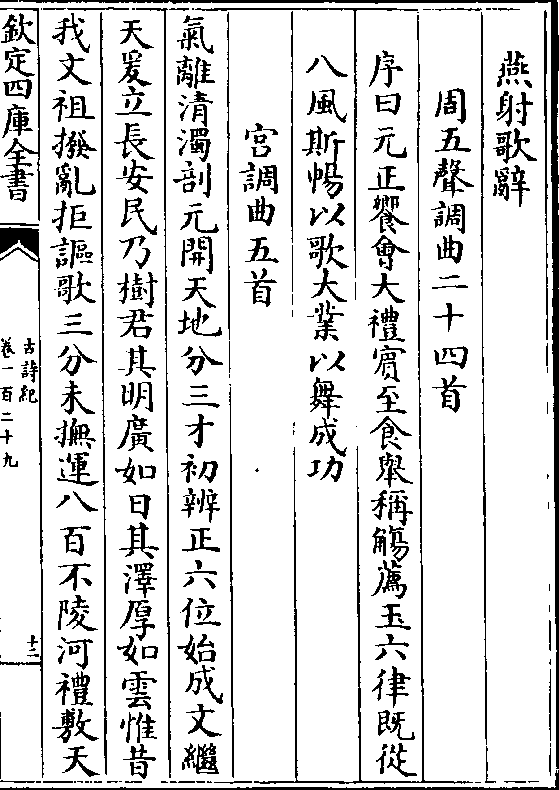 燕射歌辭
周五聲調曲二十四首
序曰元正饗會大禮賓至食舉稱觴薦玉六律既從
八風斯暢以歌大業以舞成功
宮調曲五首
氣離清濁剖元開天地分三才初辨正六位始成文繼
天爰立長安民乃樹君其明廣如日其澤厚如雲惟昔
我文祖撥亂拒謳歌三分未撫運八百不陵河禮敷天
欽定四庫全書
古詩紀
卷一百二十九
十二